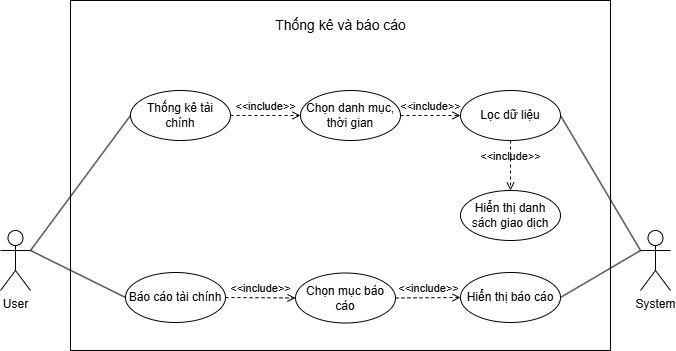 Thống kê và báo cáo
Thống kê tài
chính
<<include>>
Chọn danh mục,
thời gian
<<include>>
Lọc dữ liệu
<<include>>
Hiển thị danh
sách giao dịch
User
Báo cáo tài chính
<<include>>
Chọn mục báo
cáo
<<include>>
Hiển thị báo cáo
System